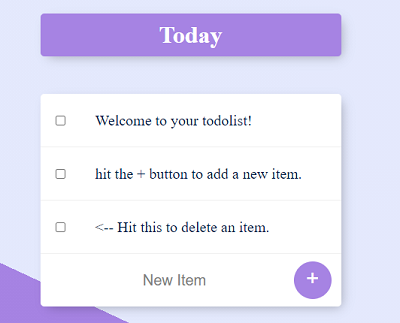 Today
Welcome to your todolist!
hit the + button to add a new item.
<-- Hit this to delete an item.
New Item
+